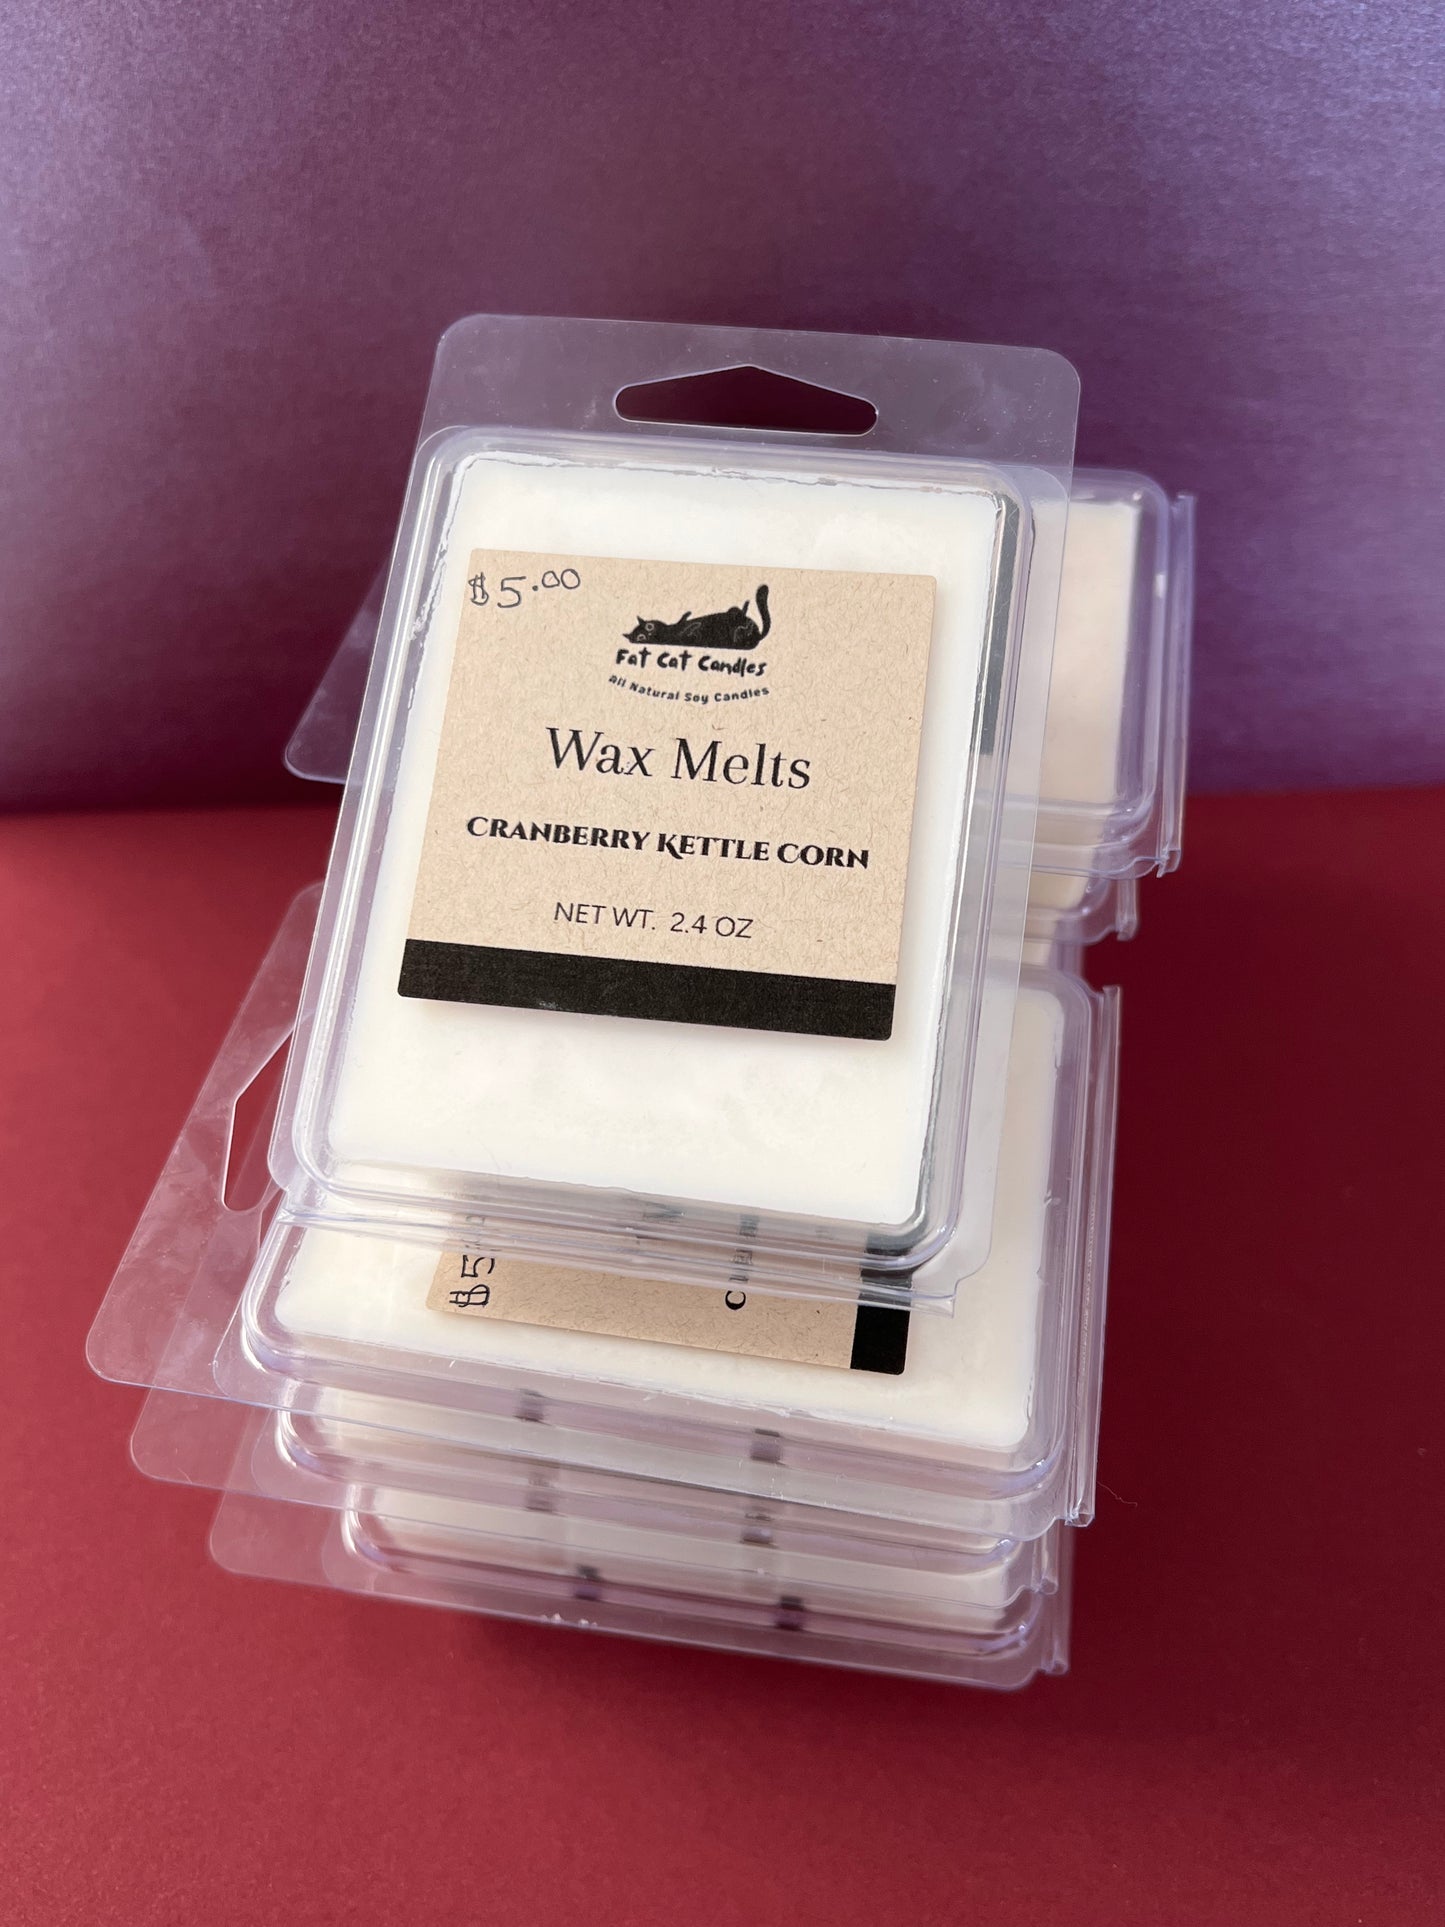 $5.00
Fat Cat Candles
All Natural Soy Candles
Wax Melts
Cranberry Kettle Corn
NET WT. 2.4 OZ
$5